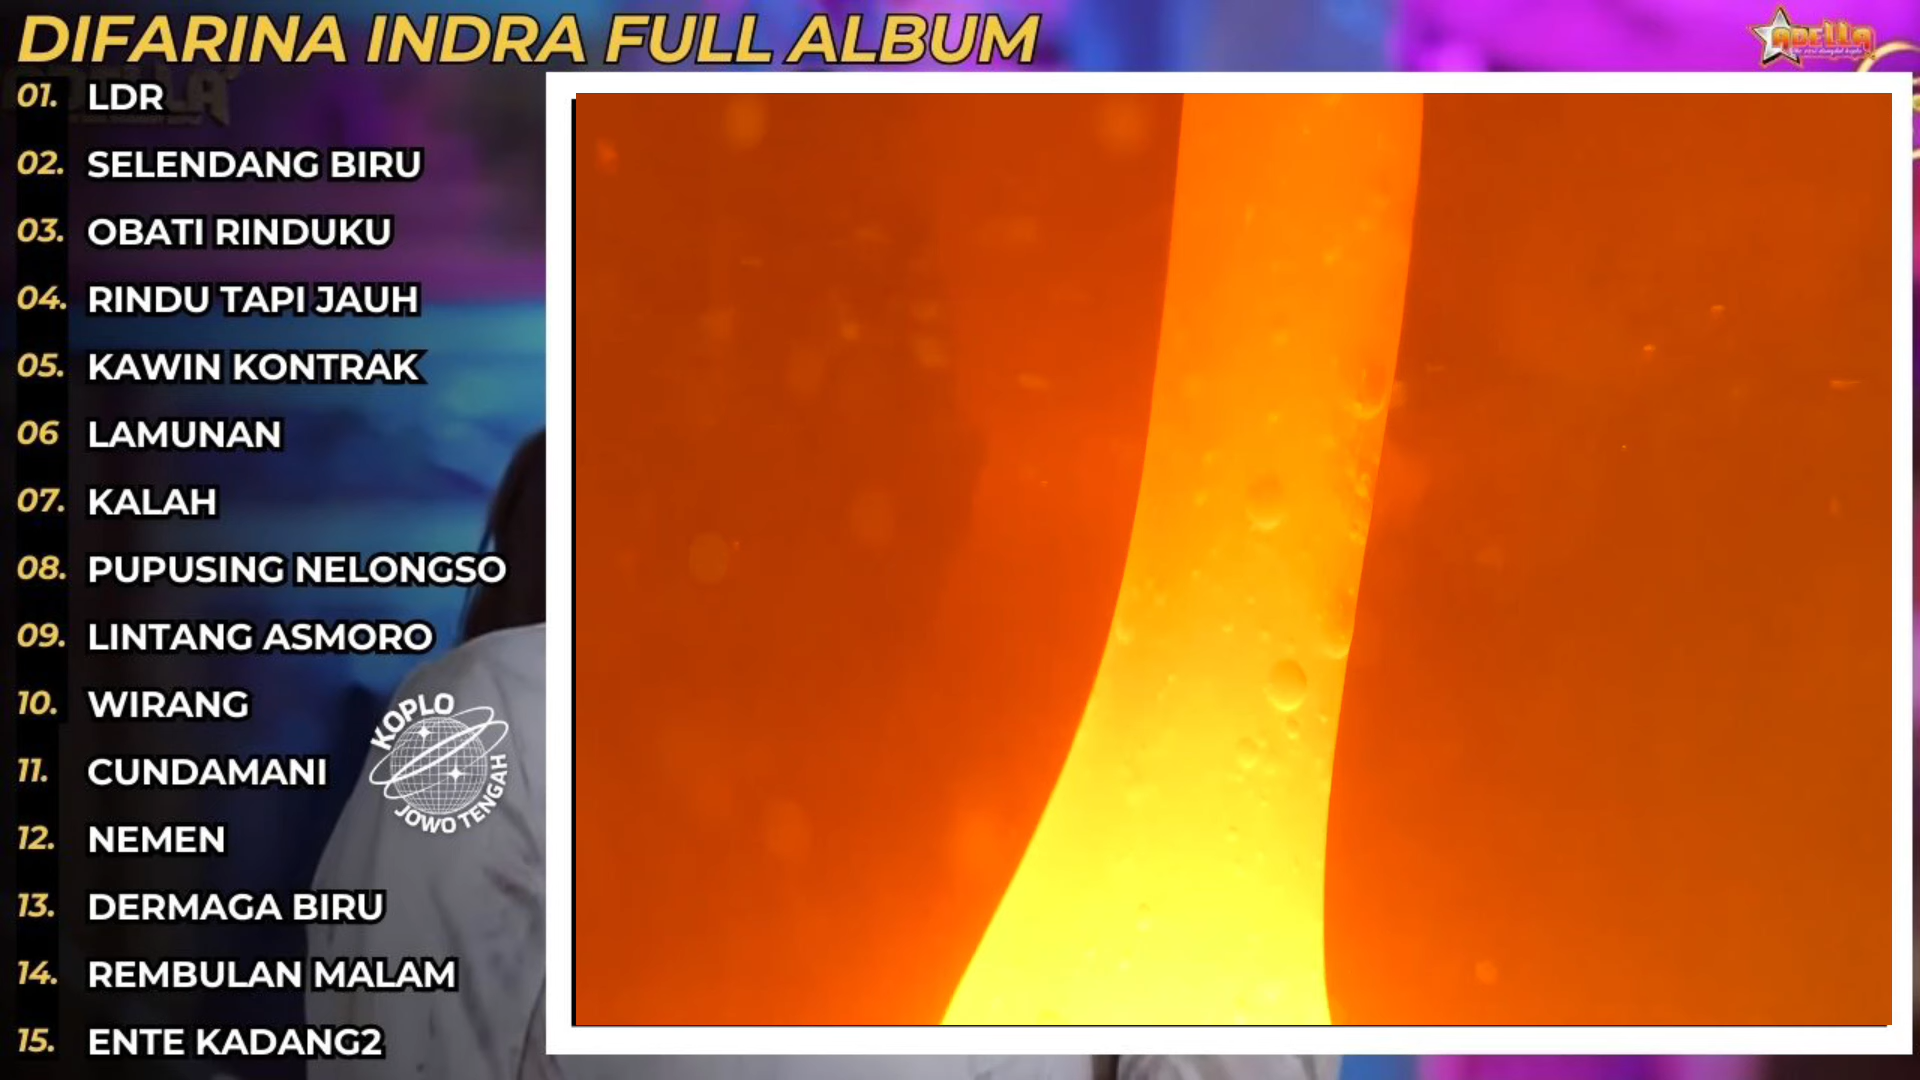 DIFARINA INDRA FULL ALBUM
ADELLA
01. LDR
02. SELENDANG BIRU
03. OBATI RINDUKU
04. RINDU TAPI JAUH
05. KAWIN KONTRAK
06 LAMUNAN
07. KALAH
08. PUPUSING NELONGSO
09. LINTANG ASMORO
10. WIRANG
KOPLO
JOWO TENGAH
11. CUNDAMANI
12. NEMEN
13. DERMAGA BIRU
14. REMBULAN MALAM
15. ENTE KADANG2